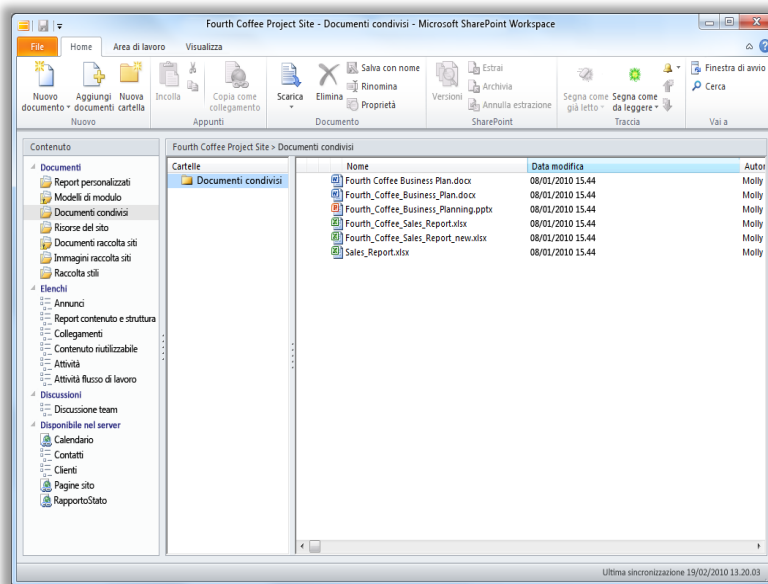 Fourth Coffee Project Site - Documenti condivisi - Microsoft SharePoint Workspace
File Home Area di lavoro Visualizza
Nuovo documento
Aggiungi documenti
Nuova cartella
Incolla
Copia come collegamento
Scarica
Elimina
Salva con nome
Rinomina
Proprietà
Versioni
Estrai
Archivia
Annulla estrazione
Segna come già letto
Segna come da leggere
Finestra di avvio
Cerca
Nuovo Appunti Documento SharePoint Traccia Vai a
Contenuto
Documenti
Report personalizzati
Modelli di modulo
Documenti condivisi
Risorse del sito
Documenti raccolta siti
Immagini raccolta siti
Raccolta stili
Elenchi
Annunci
Report contenuto e struttura
Collegamenti
Contenuto riutilizzabile
Attività
Attività flusso di lavoro
Discussioni
Discussione team
Disponibile nel server
Calendario
Contatti
Clienti
Pagine sito
RapportoStato
Fourth Coffee Project Site > Documenti condivisi
Cartelle
Documenti condivisi
Nome Data modifica Autor
Fourth Coffee Business Plan.docx 08/01/2010 15.44 Molly
Fourth_Coffee_Business_Plan.docx 08/01/2010 15.44 Molly
Fourth_Coffee_Business_Planning.pptx 08/01/2010 15.44 Molly
Fourth_Coffee_Sales_Report.xlsx 08/01/2010 15.44 Molly
Fourth_Coffee_Sales_Report_new.xlsx 08/01/2010 15.44 Molly
Sales_Report.xlsx 08/01/2010 15.44 Molly
Ultima sincronizzazione 19/02/2010 13.20.03